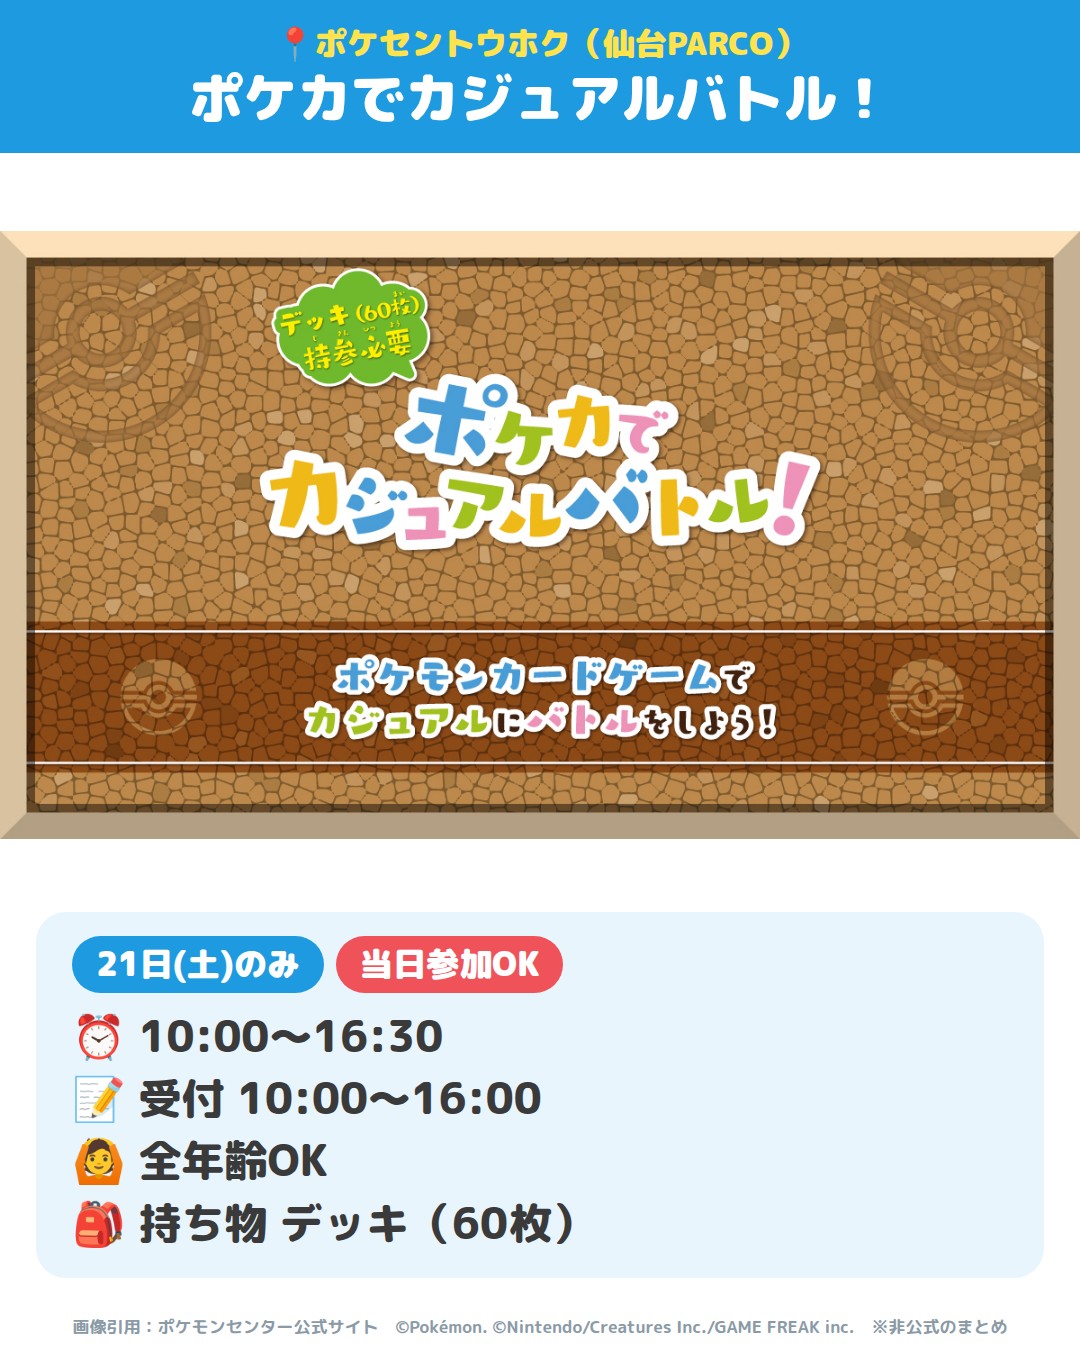 📍ポケセントウホク（仙台PARCO）
ポケカでカジュアルバトル！
デッキ(60枚)
持参必要
ポケカで
カジュアルバトル!
ポケモンカードゲームで
カジュアルにバトルをしよう!
21日(土)のみ 当日参加OK
⏰ 10:00〜16:30
📝 受付 10:00〜16:00
🙆 全年齢OK
🎒 持ち物 デッキ（60枚）
画像引用：ポケモンセンター公式サイト　©Pokémon. ©Nintendo/Creatures Inc./GAME FREAK inc.　※非公式のまとめ